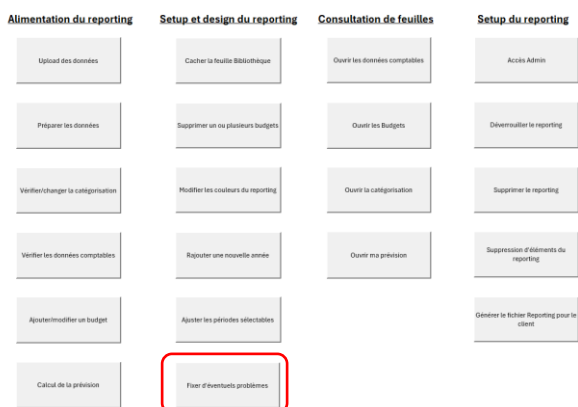 Alimentation du reporting
Setup et design du reporting
Consultation de feuilles
Setup du reporting
Upload des données
Cacher la feuille Bibliothèque
Ouvrir les données comptables
Accès Admin
Préparer les données
Supprimer un ou plusieurs budgets
Ouvrir les Budgets
Déverrouiller le reporting
Vérifier/changer la catégorisation
Modifier les couleurs du reporting
Ouvrir la catégorisation
Supprimer le reporting
Vérifier les données comptables
Rajouter une nouvelle année
Ouvrir ma prévision
Suppression d'éléments du
reporting
Ajouter/modifier un budget
Ajuster les périodes sélectables
Générer le fichier Reporting pour le
client
Calcul de la prévision
Fixer d'éventuels problèmes